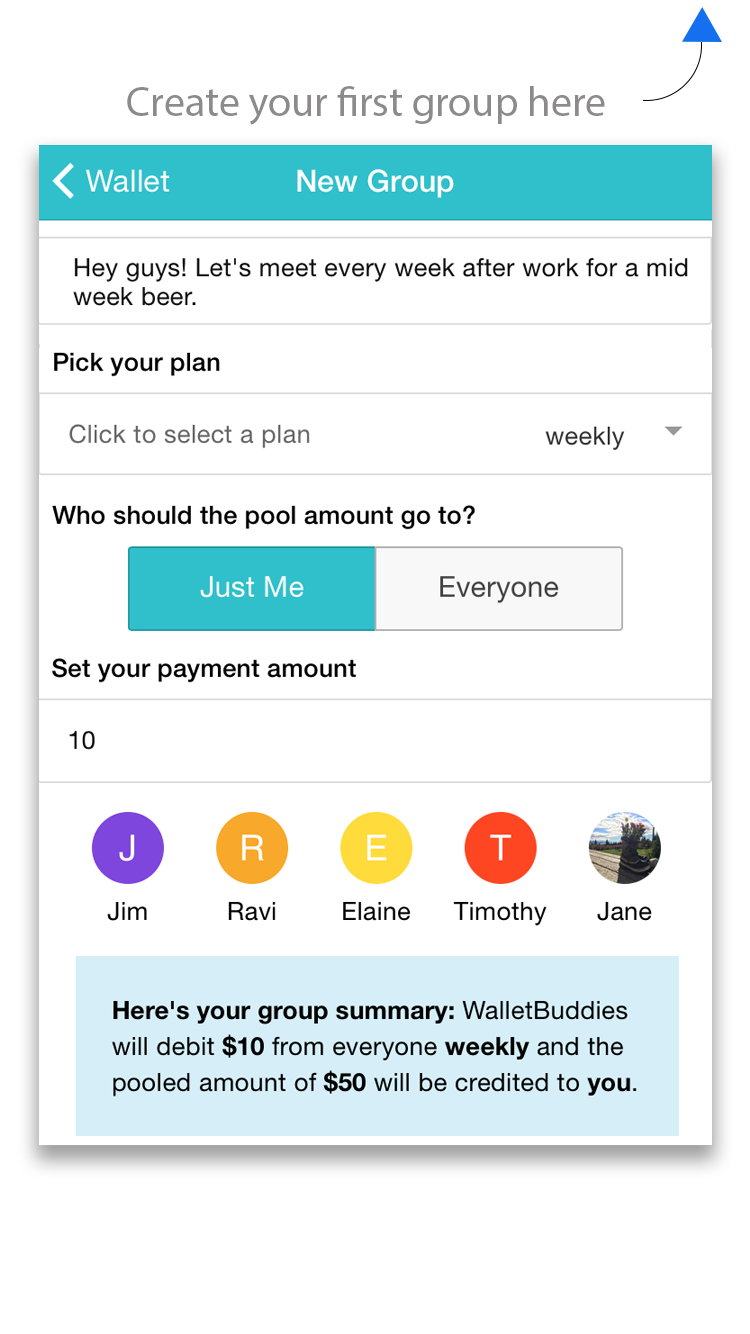 Create your first group here
Wallet
New Group
Hey guys! Let's meet every week after work for a mid
week beer.
Pick your plan
Click to select a plan
weekly
Who should the pool amount go to?
Just Me
Everyone
Set your payment amount
10
J
R
E
T
Jim
Ravi
Elaine
Timothy
Jane
Here's your group summary: WalletBuddies
will debit $10 from everyone weekly and the
pooled amount of $50 will be credited to you.